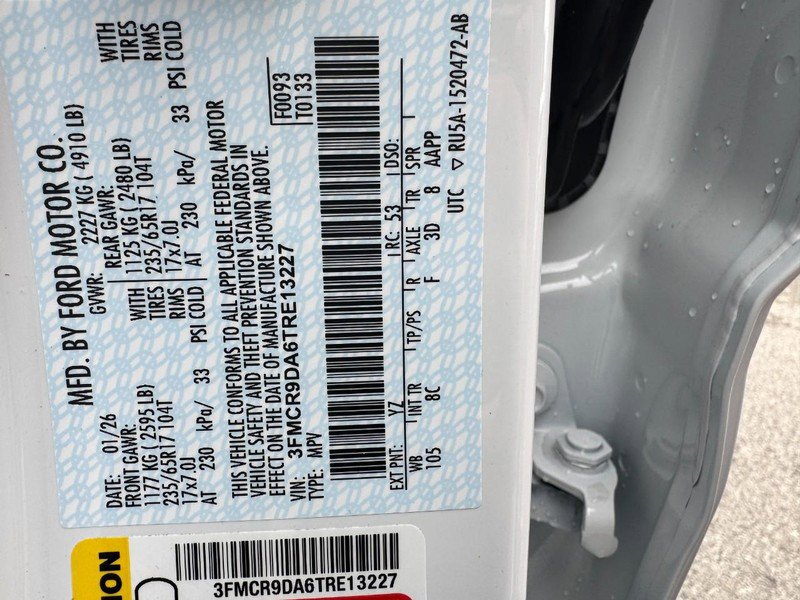 MFD. BY FORD MOTOR CO.
DATE: 01/26 GVWR: 2227 KG ( 4910 LB)
FRONT GAWR: WITH REAR GAWR: WITH
1177 KG ( 2595 LB) TIRES 1125 KG ( 2480 LB) TIRES
235/65R17 104T RIMS 235/65R17 104T RIMS
17x7.0J 17x7.0J
AT 230 kPa/ 33 PSI COLD AT 230 kPa/ 33 PSI COLD
THIS VEHICLE CONFORMS TO ALL APPLICABLE FEDERAL MOTOR
VEHICLE SAFETY AND THEFT PREVENTION STANDARDS IN
EFFECT ON THE DATE OF MANUFACTURE SHOWN ABOVE.
VIN: 3FMCR9DA6TRE13227
TYPE: MPV
F0093
T0133
EXT PNT: YZ RC: 53 DSO:
WB INT TR TP/PS R AXLE TR SPR
105 8C F 3D 8 AAPP
UTC ▽ RU5A-1520472-AB
3FMCR9DA6TRE13227